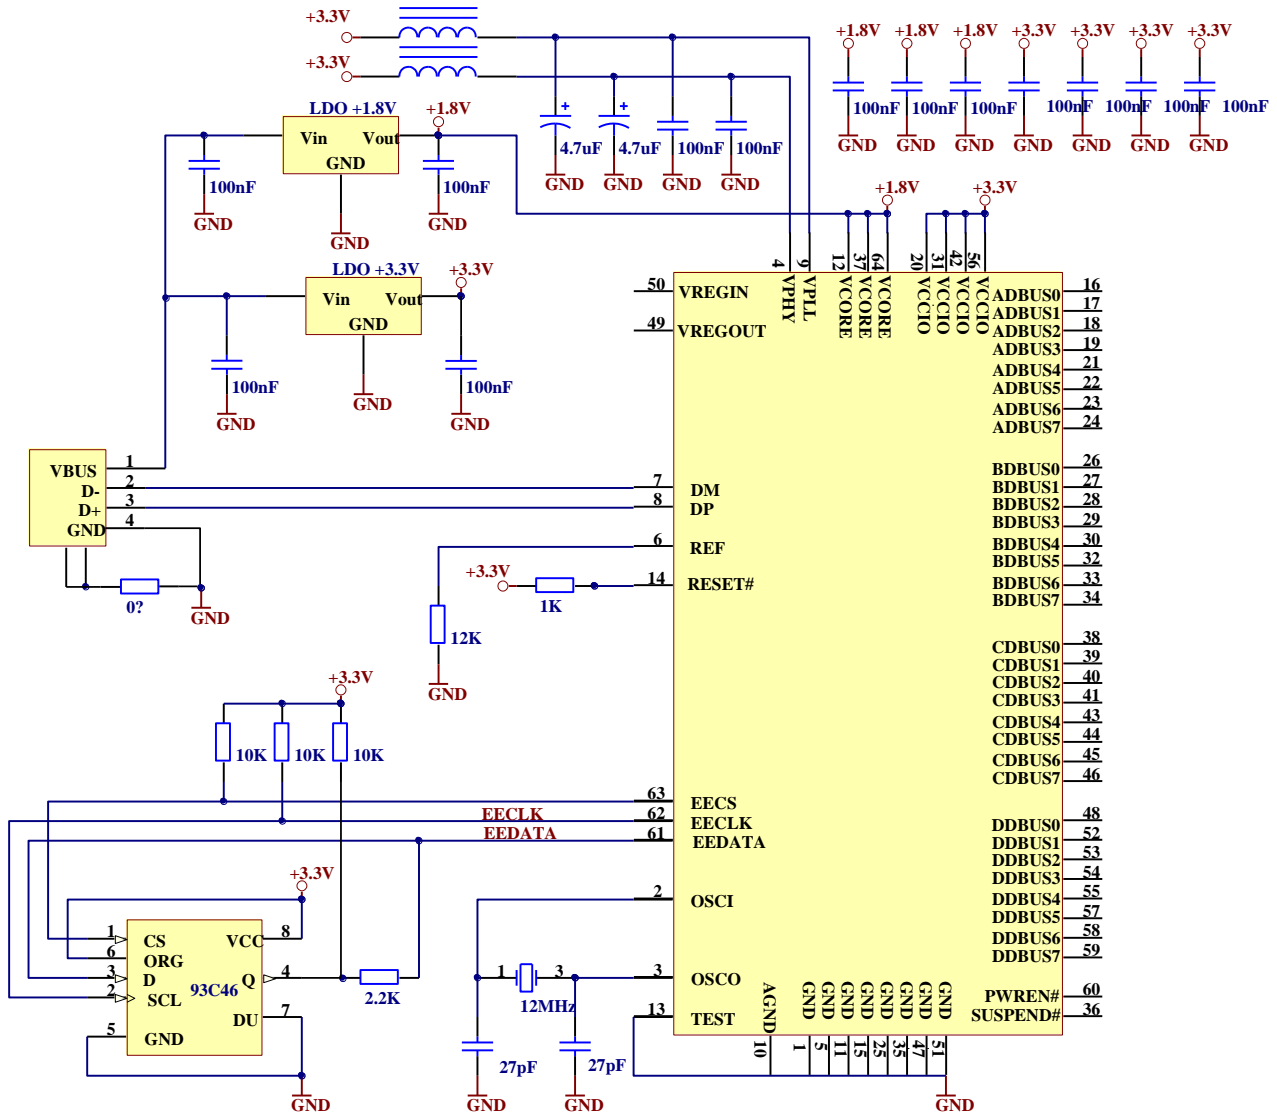 +3.3V
+3.3V
+1.8V
+1.8V
+1.8V
+3.3V
+3.3V
+3.3V
+3.3V
100nF
100nF
100nF
100nF
100nF
100nF
100nF
GND
GND
GND
GND
GND
GND
GND
+
4.7uF
+
4.7uF
100nF
100nF
GND
GND
GND
GND
LDO +1.8V
+1.8V
Vin
Vout
GND
100nF
100nF
GND
GND
GND
LDO +3.3V
+3.3V
Vin
Vout
GND
100nF
100nF
GND
GND
GND
+1.8V
+3.3V
4
9
12
37
64
20
31
42
56
VPHY
VPLL
VCORE
VCORE
VCORE
VCCIO
VCCIO
VCCIO
VCCIO
50
VREGIN
49
VREGOUT
VBUS
1
D-
2
D+
3
GND
4
0?
GND
7
DM
8
DP
6
REF
+3.3V
1K
14
RESET#
12K
GND
+3.3V
10K
10K
10K
63
EECS
EECLK
62
EECLK
EEDATA
61
EEDATA
+3.3V
1
CS
6
ORG
3
D
2
SCL
5
GND
93C46
VCC
8
Q
4
DU
7
2.2K
GND
2
OSCI
1
3
12MHz
3
OSCO
13
TEST
27pF
27pF
GND
GND
AGND
GND
GND
GND
GND
GND
GND
GND
GND
10
1
5
11
15
25
35
47
51
GND
ADBUS0
16
ADBUS1
17
ADBUS2
18
ADBUS3
19
ADBUS4
21
ADBUS5
22
ADBUS6
23
ADBUS7
24
BDBUS0
26
BDBUS1
27
BDBUS2
28
BDBUS3
29
BDBUS4
30
BDBUS5
32
BDBUS6
33
BDBUS7
34
CDBUS0
38
CDBUS1
39
CDBUS2
40
CDBUS3
41
CDBUS4
43
CDBUS5
44
CDBUS6
45
CDBUS7
46
DDBUS0
48
DDBUS1
52
DDBUS2
53
DDBUS3
54
DDBUS4
55
DDBUS5
57
DDBUS6
58
DDBUS7
59
PWREN#
60
SUSPEND#
36